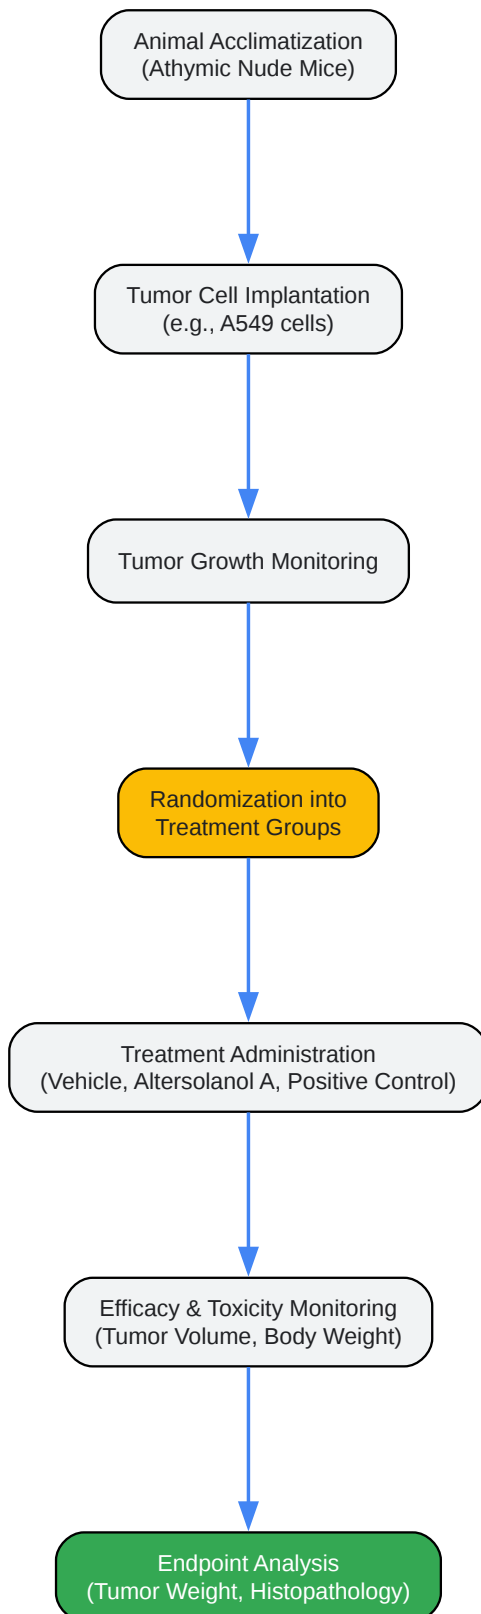 Animal Acclimatization
(Athymic Nude Mice)
Tumor Cell Implantation
(e.g., A549 cells)
Tumor Growth Monitoring
Randomization into
Treatment Groups
Treatment Administration
(Vehicle, Altersolanol A, Positive Control)
Efficacy & Toxicity Monitoring
(Tumor Volume, Body Weight)
Endpoint Analysis
(Tumor Weight, Histopathology)